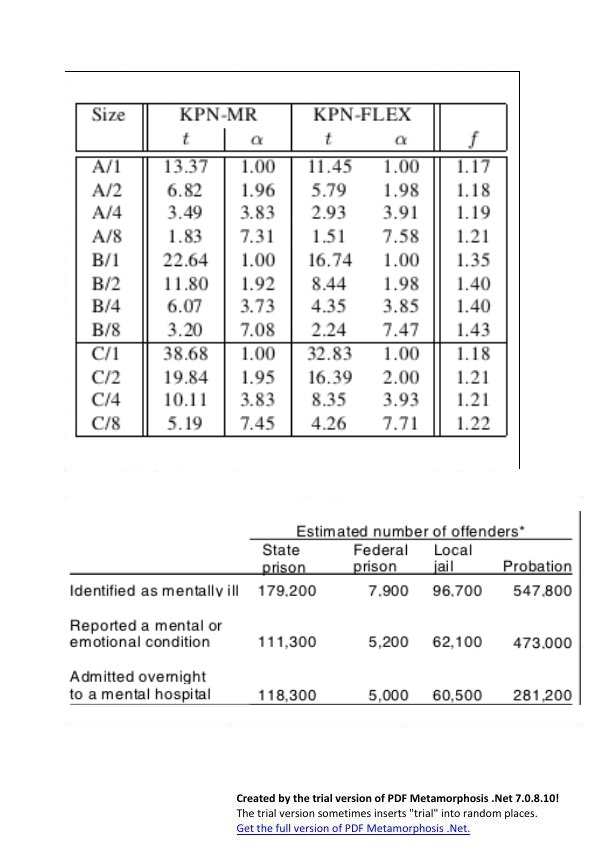 Size KPN-MR KPN-FLEX
t α t α f
A/1 13.37 1.00 11.45 1.00 1.17
A/2 6.82 1.96 5.79 1.98 1.18
A/4 3.49 3.83 2.93 3.91 1.19
A/8 1.83 7.31 1.51 7.58 1.21
B/1 22.64 1.00 16.74 1.00 1.35
B/2 11.80 1.92 8.44 1.98 1.40
B/4 6.07 3.73 4.35 3.85 1.40
B/8 3.20 7.08 2.24 7.47 1.43
C/1 38.68 1.00 32.83 1.00 1.18
C/2 19.84 1.95 16.39 2.00 1.21
C/4 10.11 3.83 8.35 3.93 1.21
C/8 5.19 7.45 4.26 7.71 1.22
Estimated number of offenders*
State Federal Local
prison prison jail Probation
Identified as mentally ill 179,200 7,900 96,700 547,800
Reported a mental or
emotional condition 111,300 5,200 62,100 473,000
Admitted overnight
to a mental hospital 118,300 5,000 60,500 281,200
Created by the trial version of PDF Metamorphosis .Net 7.0.8.10!
The trial version sometimes inserts "trial" into random places.
Get the full version of PDF Metamorphosis .Net.